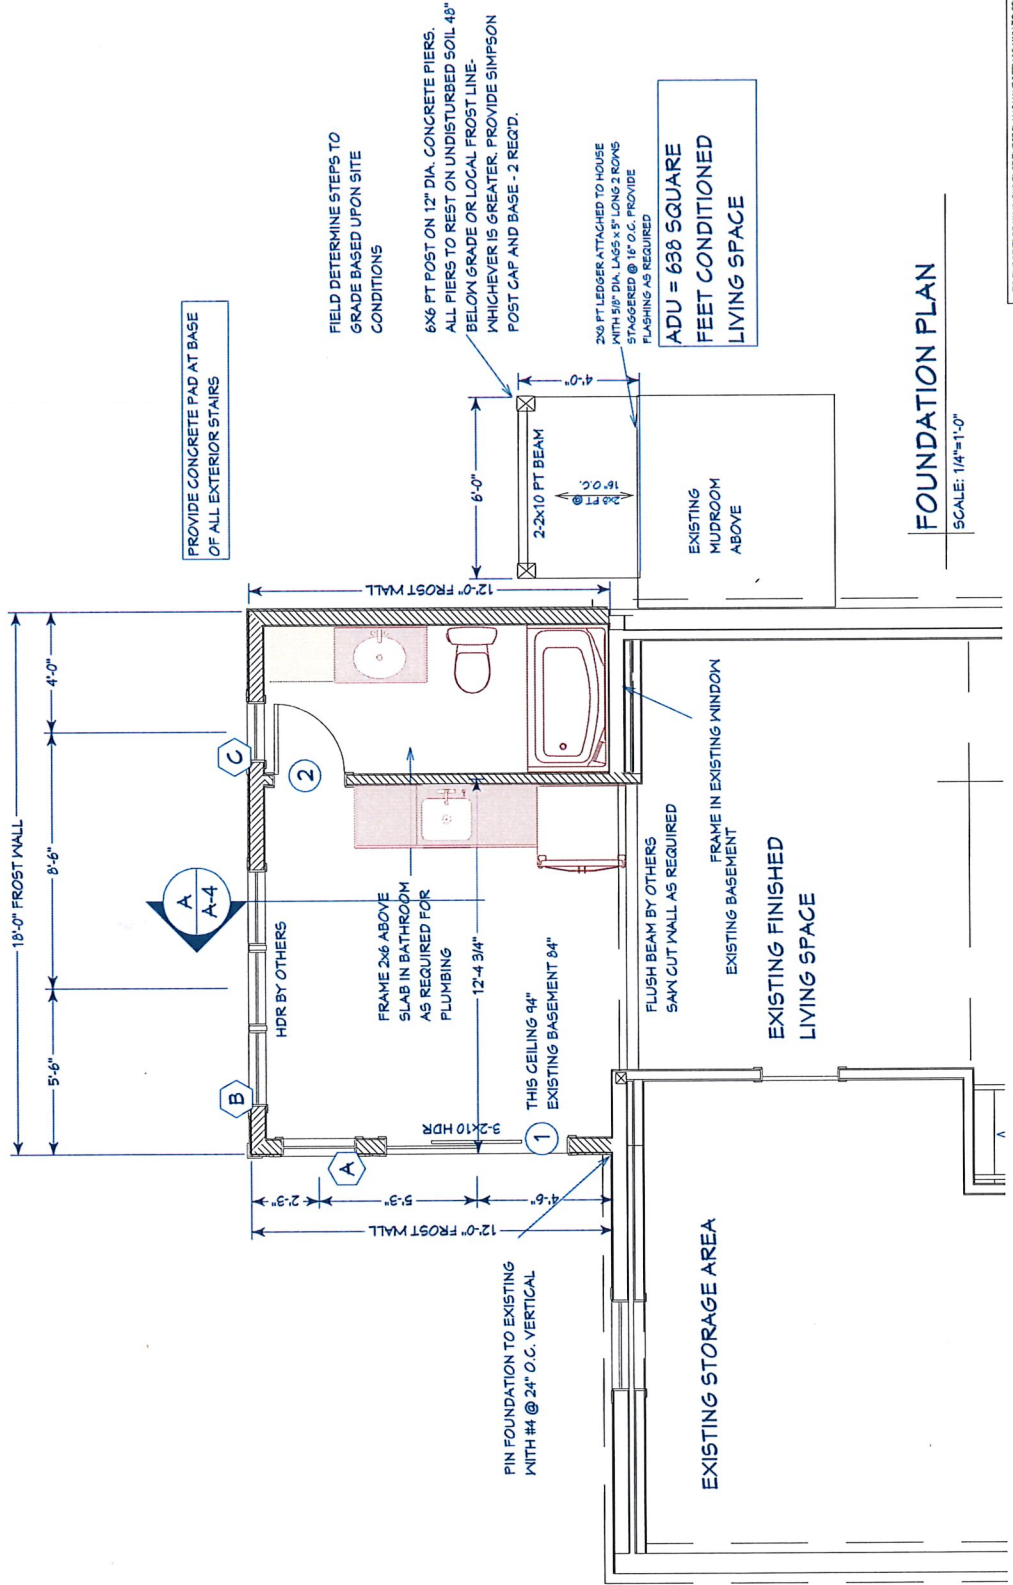 18'-0" FROST WALL
5'-6"
8'-6"
4'-0"
PROVIDE CONCRETE PAD AT BASE
OF ALL EXTERIOR STAIRS
A
A-4
B
C
HDR BY OTHERS
2
12'-0" FROST WALL
2'-3"
5'-3"
4'-6"
12'-0" FROST WALL
A
3-2x10 HDR
1
FRAME 2x6 ABOVE
SLAB IN BATHROOM
AS REQUIRED FOR
PLUMBING
12'-4 3/4"
THIS CEILING 94"
EXISTING BASEMENT 84"
FIELD DETERMINE STEPS TO
GRADE BASED UPON SITE
CONDITIONS
6X6 PT POST ON 12" DIA. CONCRETE PIERS.
ALL PIERS TO REST ON UNDISTURBED SOIL 48"
BELOW GRADE OR LOCAL FROST LINE-
WHICHEVER IS GREATER. PROVIDE SIMPSON
POST CAP AND BASE - 2 REQ'D.
6'-0"
4'-0"
2-2x10 PT BEAM
2x8 PT @
16" O.C.
2X8 PT LEDGER ATTACHED TO HOUSE
WITH 5/8" DIA. LAGS x 5" LONG 2 ROWS
STAGGERED @ 16" O.C. PROVIDE
FLASHING AS REQUIRED
PIN FOUNDATION TO EXISTING
WITH #4 @ 24" O.C. VERTICAL
FLUSH BEAM BY OTHERS
SAW CUT WALL AS REQUIRED
FRAME IN EXISTING WINDOW
EXISTING BASEMENT
EXISTING
MUDROOM
ABOVE
ADU = 638 SQUARE
FEET CONDITIONED
LIVING SPACE
EXISTING STORAGE AREA
EXISTING FINISHED
LIVING SPACE
FOUNDATION PLAN
SCALE: 1/4"=1'-0"